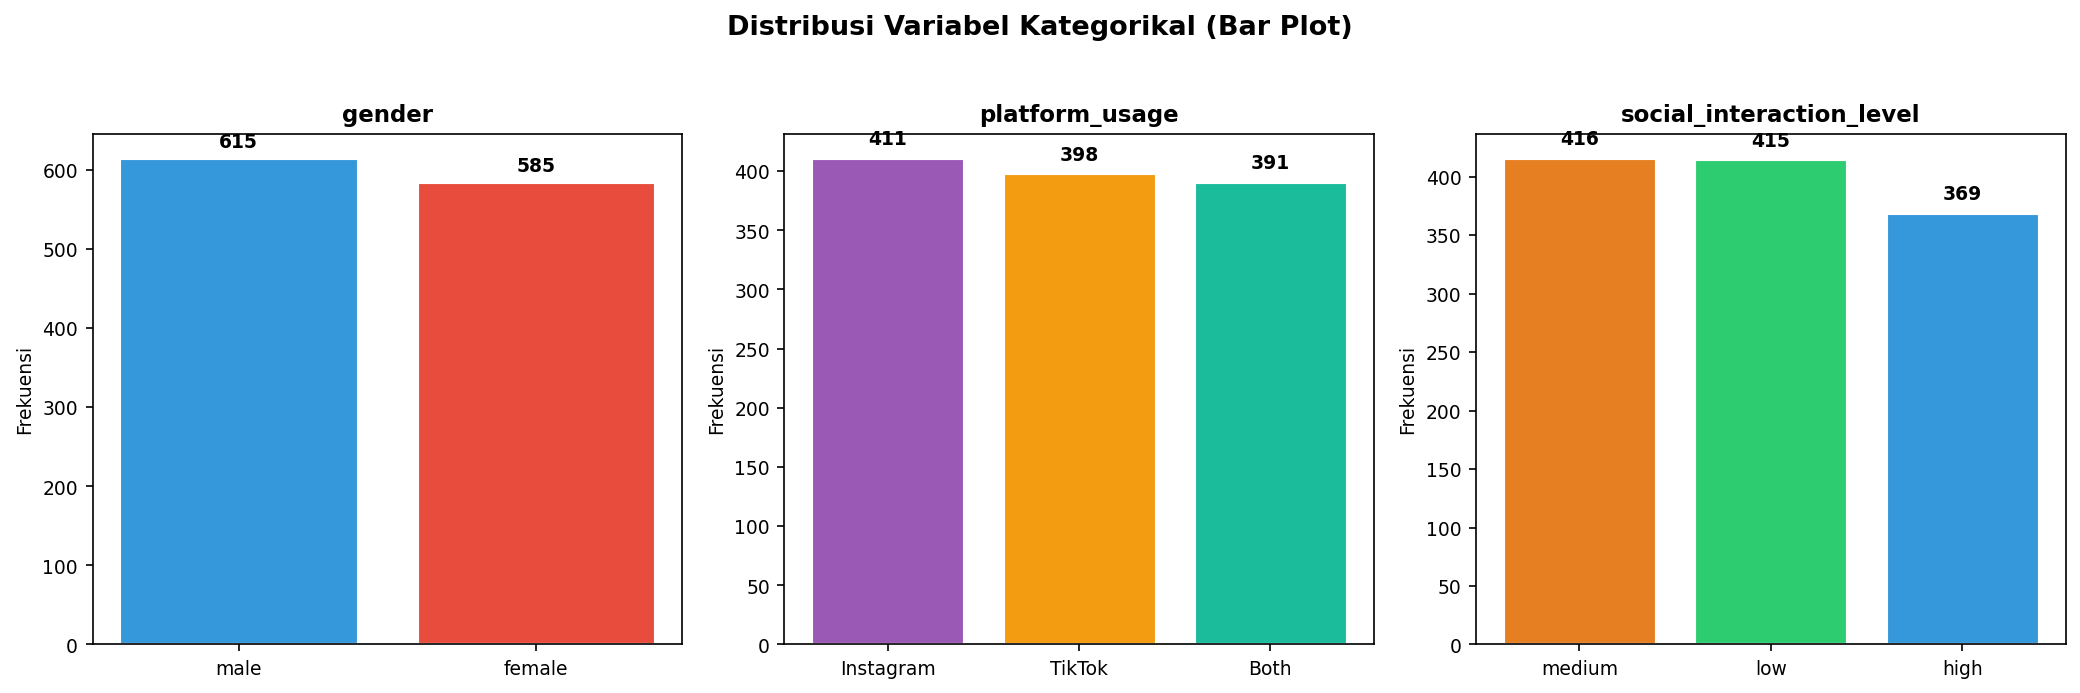 Distribusi Variabel Kategorikal (Bar Plot)
gender
Frekuensi
600
500
400
300
200
100
0
615
585
male
female
platform_usage
Frekuensi
400
350
300
250
200
150
100
50
0
411
398
391
Instagram
TikTok
Both
social_interaction_level
Frekuensi
400
350
300
250
200
150
100
50
0
416
415
369
medium
low
high